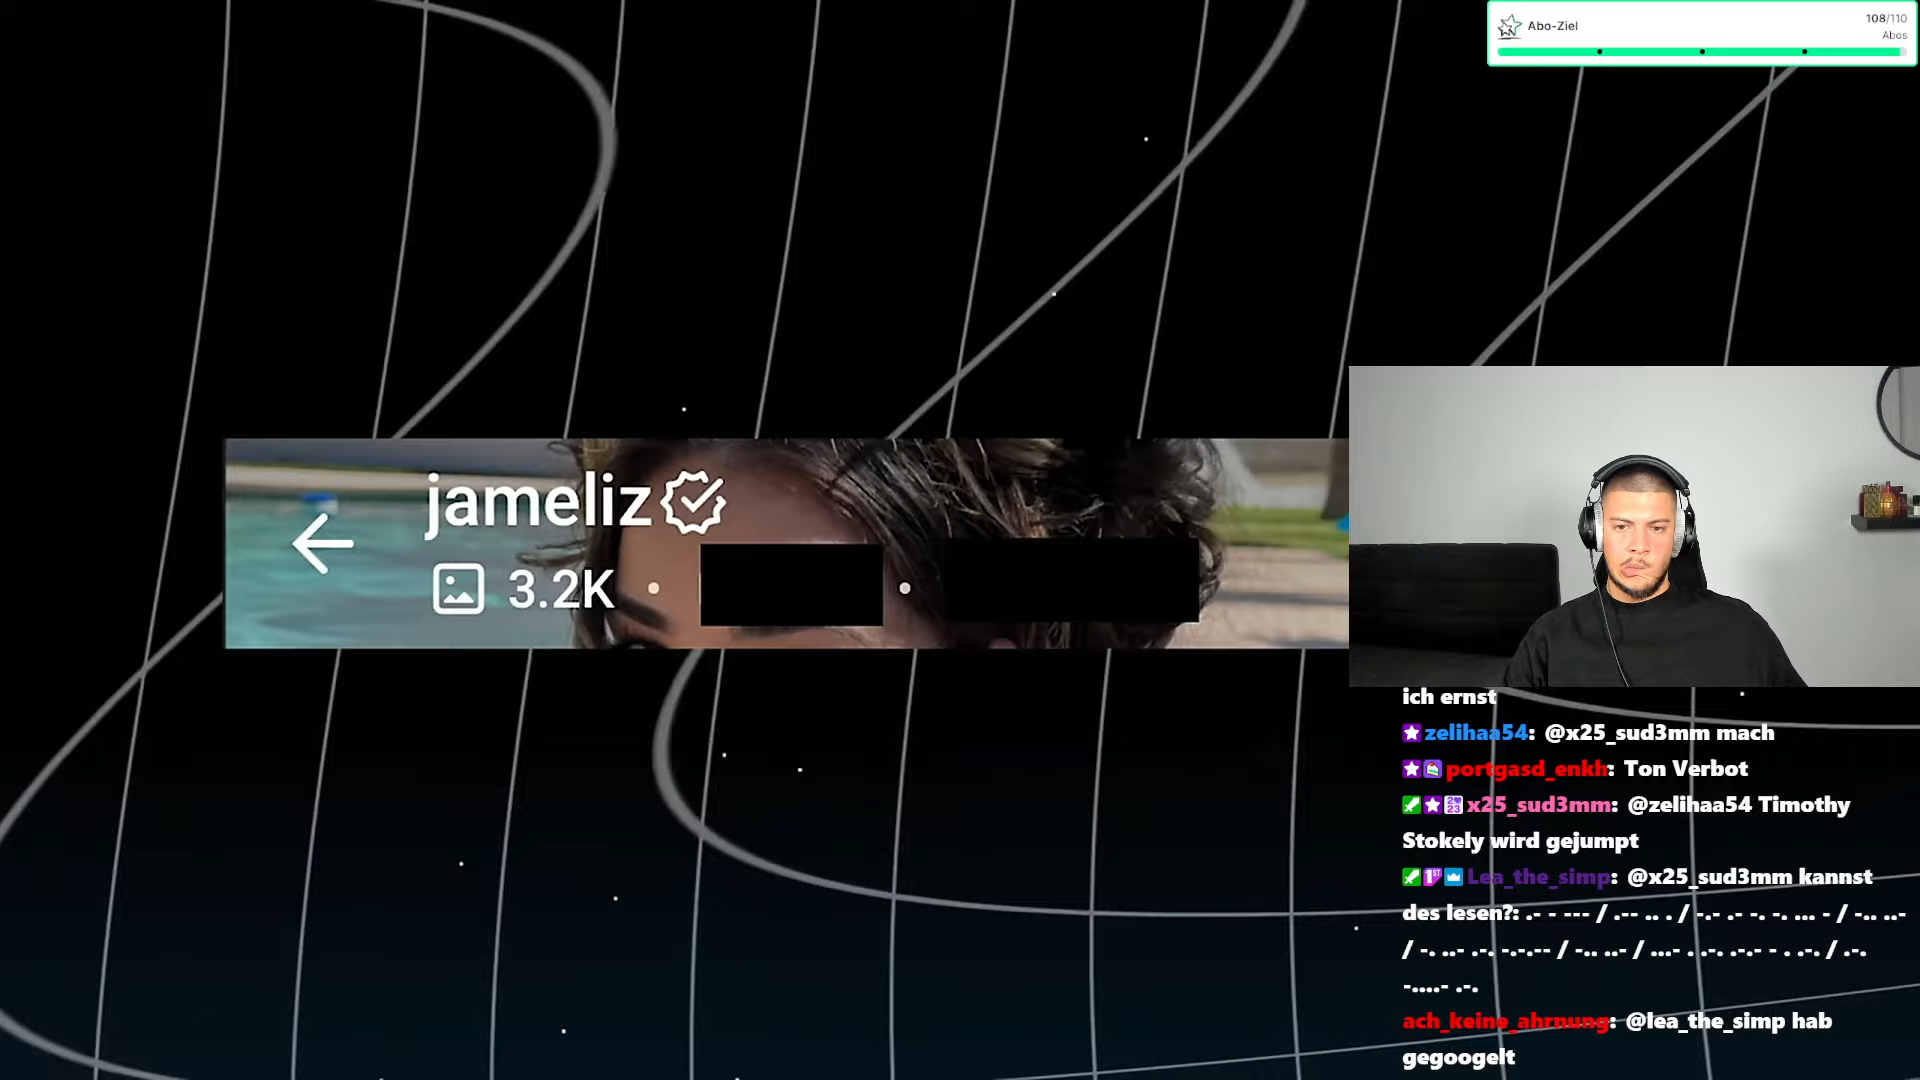 Abo-Ziel
108/110
Abos
jameliz
3.2K
ich ernst
zelihaa54: @x25_sud3mm mach
portgasd_enkh: Ton Verbot
x25_sud3mm: @zelihaa54 Timothy
Stokely wird gejumpt
Lea_the_simp: @x25_sud3mm kannst
des lesen?: .- - --- / .-- .. . / -.- .- -. -. ... - / -.. ..-
/ -. ..- .-. -.-.-- / -.. ..- / ...- . .-. .-.- - . .-. / .-.
-....- .-.
ach_keine_ahrnung: @lea_the_simp hab
gegoogelt